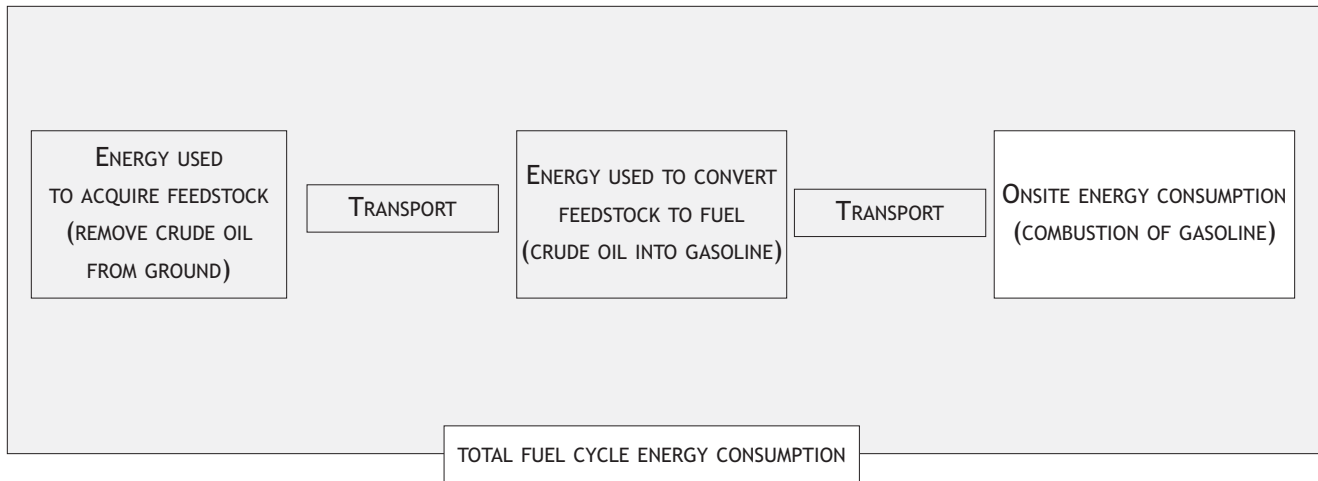 Energy used
to acquire feedstock
(remove crude oil
from ground)
Transport
Energy used to convert
feedstock to fuel
(crude oil into gasoline)
Transport
Onsite energy consumption
(combustion of gasoline)
total fuel cycle energy consumption